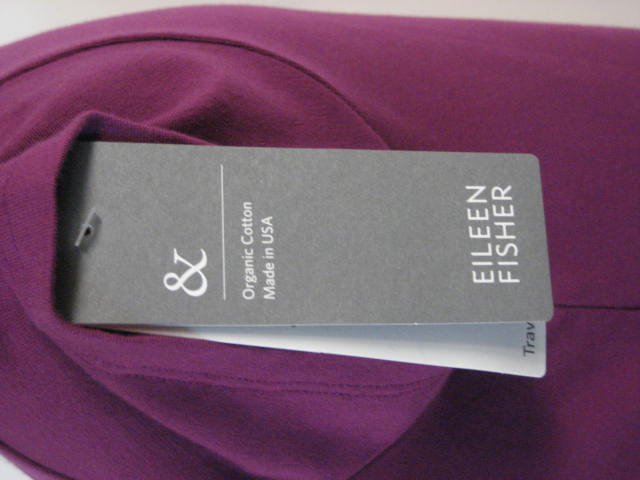 &
Organic Cotton
Made in USA
EILEEN
FISHER